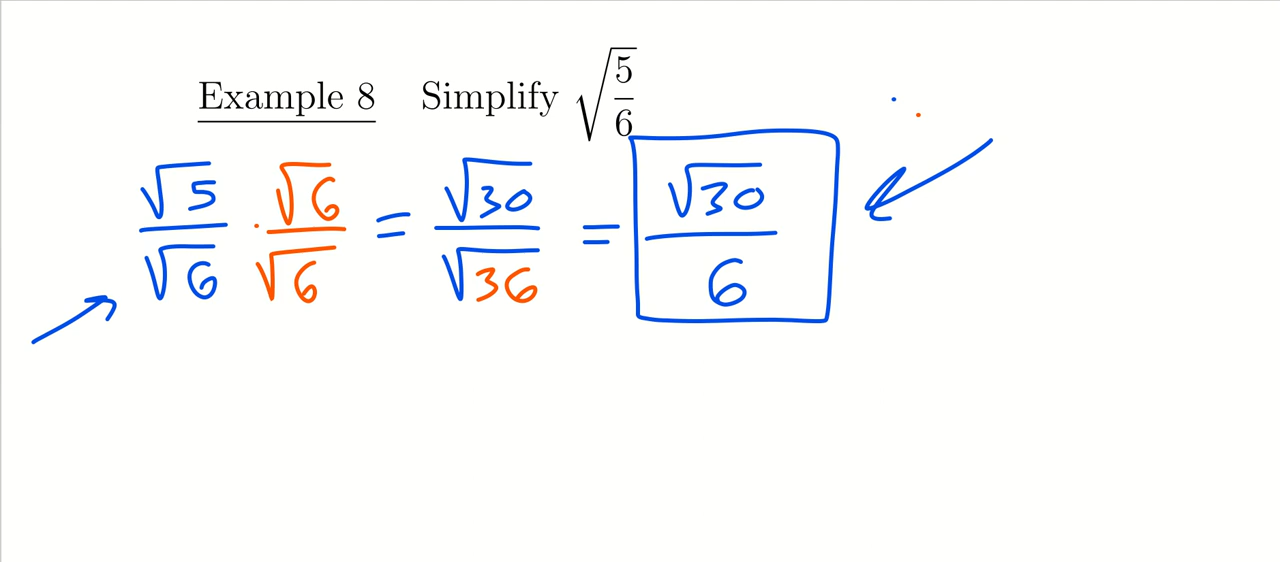 Example 8 Simplify √(5/6)
√5/√6 · √6/√6 = √30/√36 = √30/6